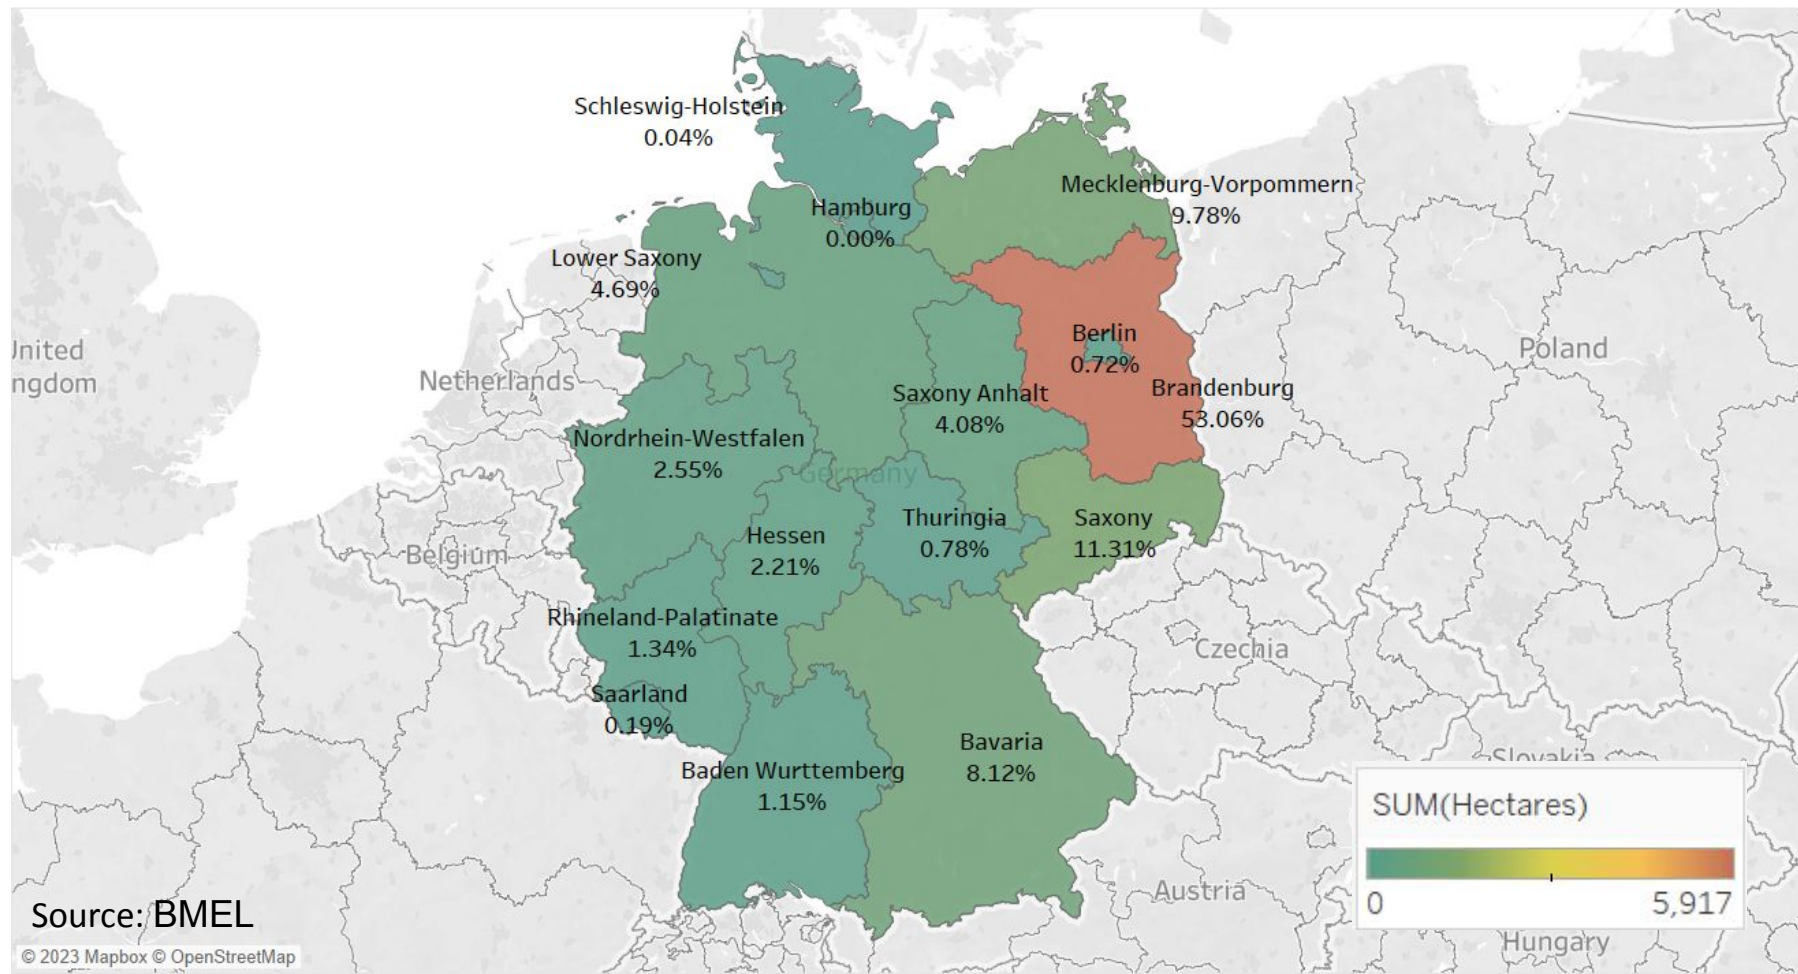 Schleswig-Holstein
0.04%
Mecklenburg-Vorpommern
9.78%
Hamburg
0.00%
Lower Saxony
4.69%
Berlin
0.72%
United
Kingdom
Poland
Netherlands
Brandenburg
53.06%
Saxony Anhalt
4.08%
Nordrhein-Westfalen
2.55%
Germany
Thuringia
0.78%
Saxony
11.31%
Hessen
2.21%
Belgium
Rhineland-Palatinate
1.34%
Czechia
Saarland
0.19%
Bavaria
8.12%
Slovakia
Baden Wurttemberg
1.15%
SUM(Hectares)
0 5,917
Austria
Hungary
Source: BMEL
© 2023 Mapbox © OpenStreetMap